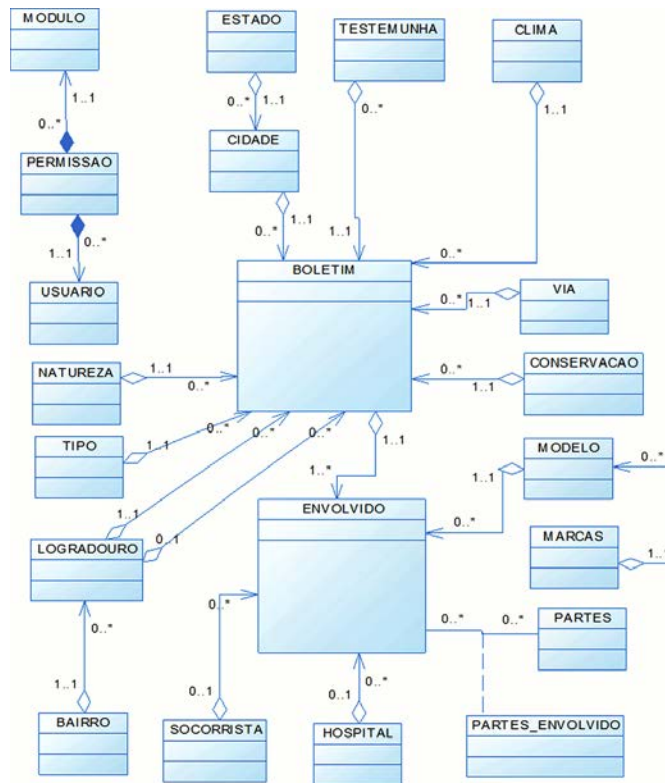 MODULO
ESTADO
TESTEMUNHA
CLIMA
1..1
0..*
1..1
0..*
1..1
0..*
CIDADE
PERMISSAO
1..1
0..*
1..1
0..*
1..1
0..*
BOLETIM
USUARIO
VIA
0..*
1..1
NATUREZA
1..1
0..*
CONSERVACAO
0..*
1..1
TIPO
1..1
0..*
0..*
0..*
1..1
MODELO
0..*
1..*
1..1
ENVOLVIDO
1..1
0..1
0..*
MARCAS
LOGRADOURO
1..1
0..*
0..*
0..*
0..*
PARTES
1..1
0..1
0..1
0..*
BAIRRO
SOCORRISTA
HOSPITAL
PARTES_ENVOLVIDO